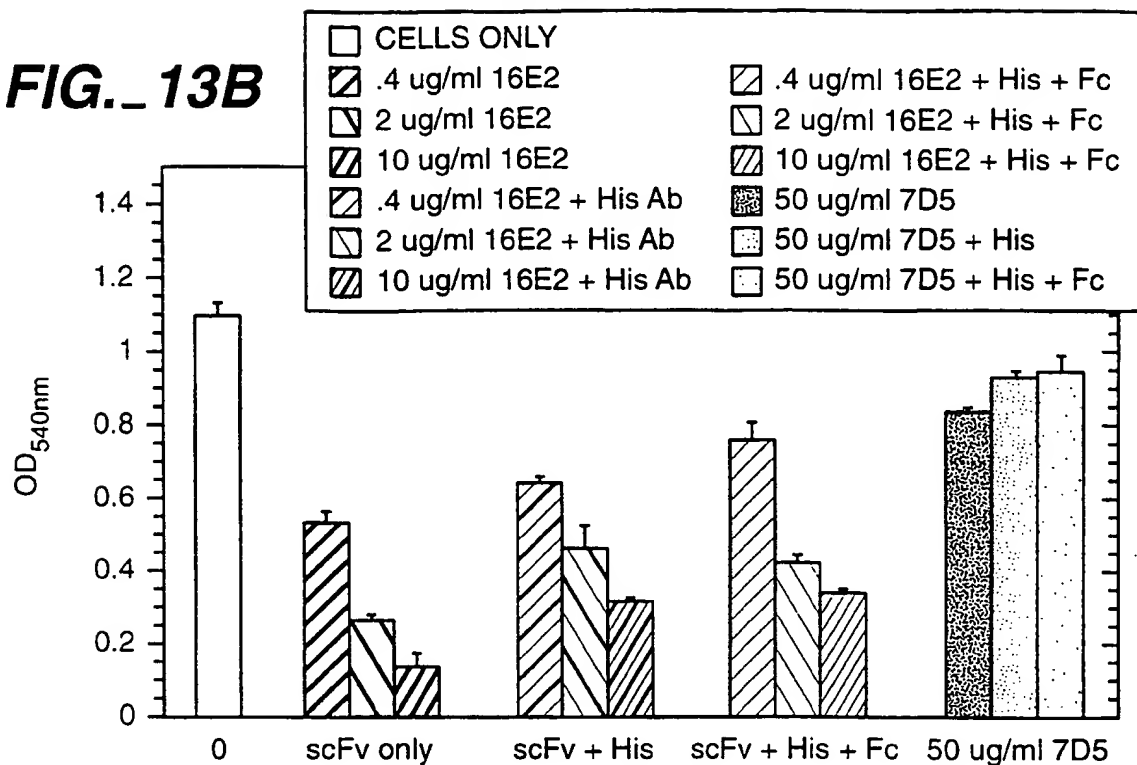 FIG._13B
CELLS ONLY
.4 ug/ml 16E2
2 ug/ml 16E2
10 ug/ml 16E2
.4 ug/ml 16E2 + His Ab
2 ug/ml 16E2 + His Ab
10 ug/ml 16E2 + His Ab
.4 ug/ml 16E2 + His + Fc
2 ug/ml 16E2 + His + Fc
10 ug/ml 16E2 + His + Fc
50 ug/ml 7D5
50 ug/ml 7D5 + His
50 ug/ml 7D5 + His + Fc
1.4
1.2
1
0.8
0.6
0.4
0.2
0
OD540nm
0
scFv only
scFv + His
scFv + His + Fc
50 ug/ml 7D5